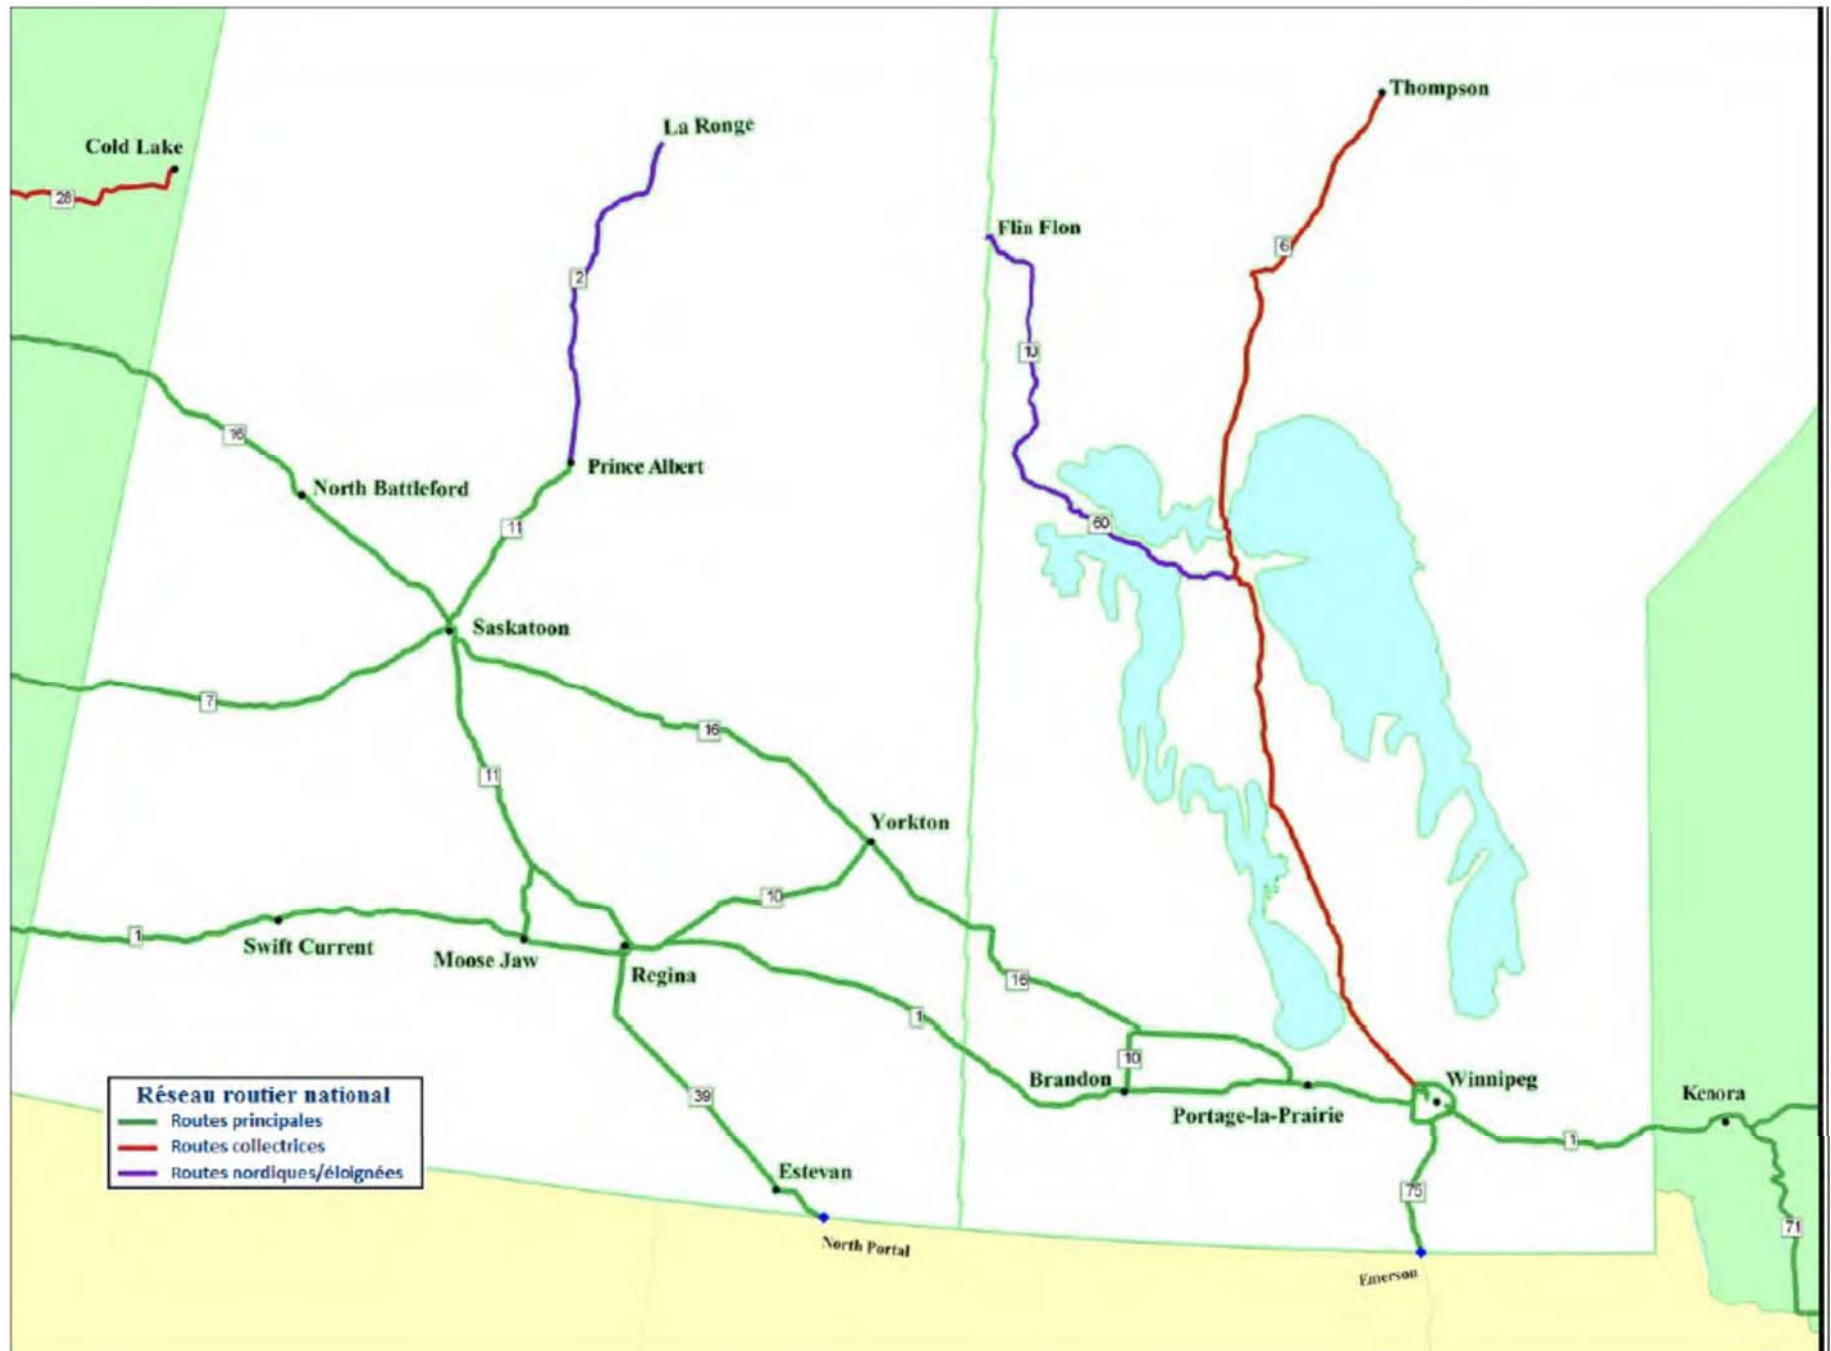 Thompson
La Ronge
Cold Lake
28
Flin Flon
6
2
10
16
Prince Albert
North Battleford
11
60
Saskatoon
7
16
11
Yorkton
10
1
Swift Current
Moose Jaw
Regina
16
1
10
Brandon
Winnipeg
39
Portage-la-Prairie
Kenora
1
Réseau routier national
Routes principales
Routes collectrices
Routes nordiques/éloignées
Estevan
75
71
North Portal
Emerson